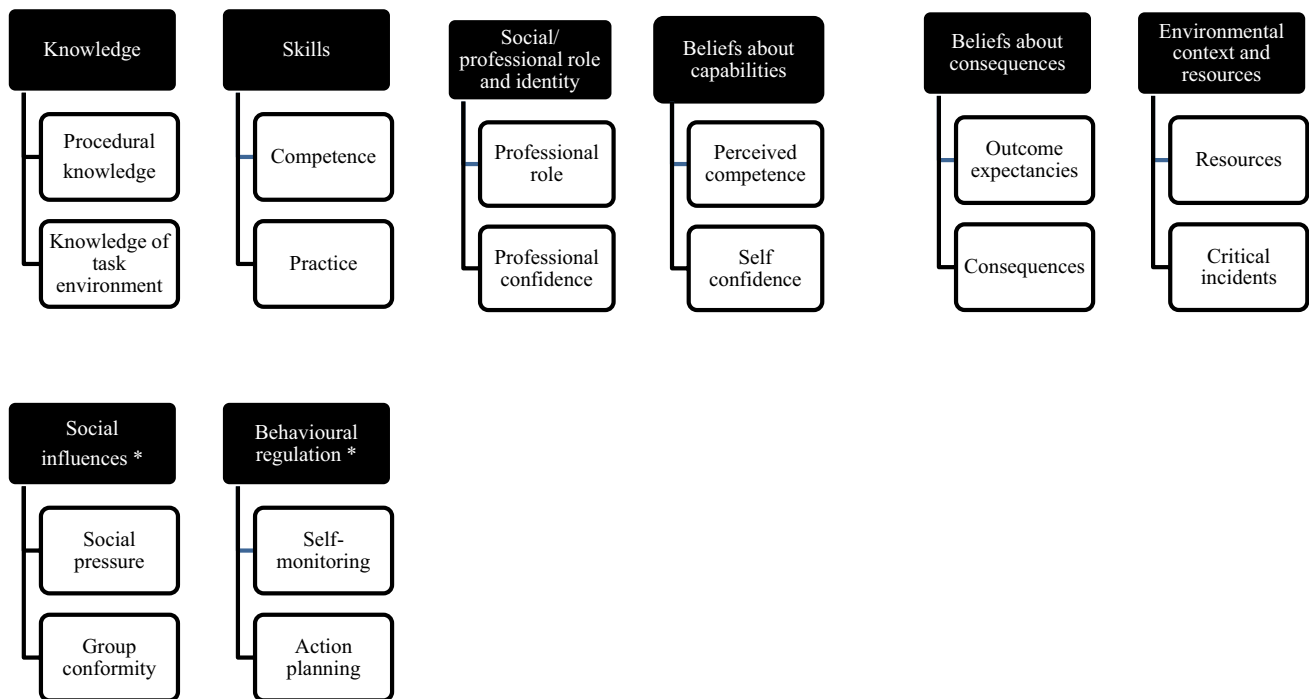 Knowledge
Procedural
knowledge
Knowledge of
task
environment
Skills
Competence
Practice
Social/
professional role
and identity
Professional
role
Professional
confidence
Beliefs about
capabilities
Perceived
competence
Self
confidence
Beliefs about
consequences
Outcome
expectancies
Consequences
Environmental
context and
resources
Resources
Critical
incidents
Social
influences *
Social
pressure
Group
conformity
Behavioural
regulation *
Self-
monitoring
Action
planning